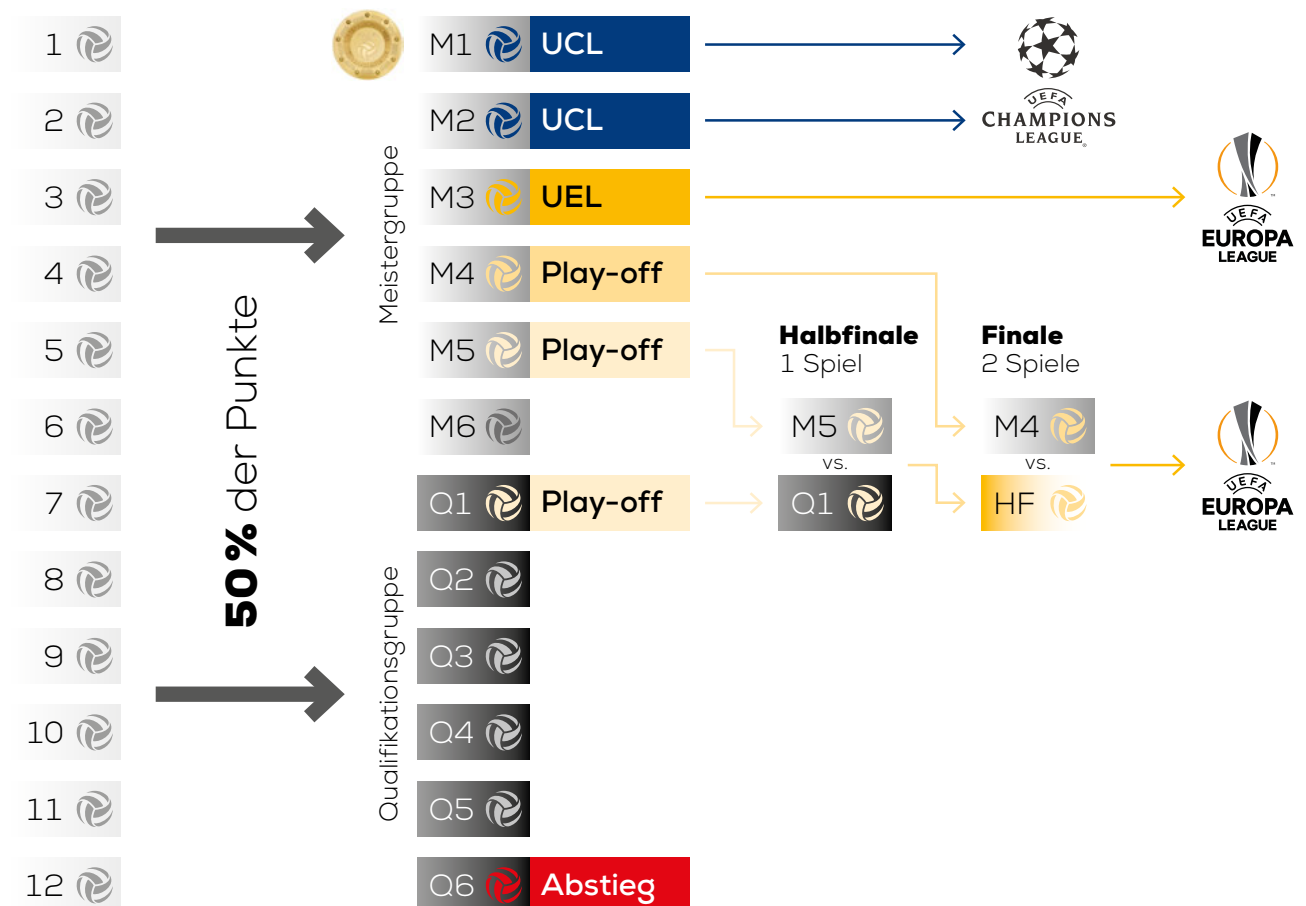 1
2
3
4
5
6
7
8
9
10
11
12
50% der Punkte
Meistergruppe
Qualifikationsgruppe
M1 UCL
M2 UCL
M3 UEL
M4 Play-off
M5 Play-off
M6
Q1 Play-off
Q2
Q3
Q4
Q5
Q6 Abstieg
Halbfinale
1 Spiel
M5
vs.
Q1
Finale
2 Spiele
M4
vs.
HF
UEFA
CHAMPIONS
LEAGUE®
UEFA
EUROPA
LEAGUE
UEFA
EUROPA
LEAGUE